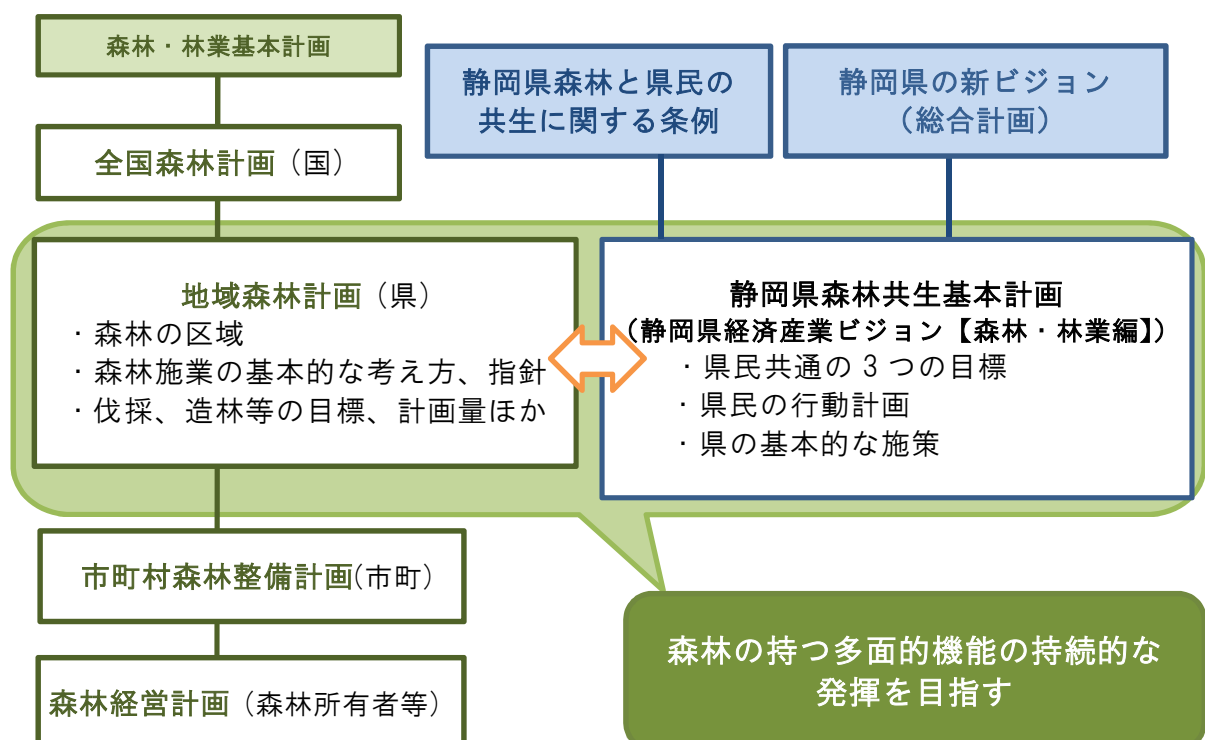 森林・林業基本計画
全国森林計画（国）
静岡県森林と県民の
共生に関する条例
静岡県の新ビジョン
（総合計画）
地域森林計画（県）
・森林の区域
・森林施業の基本的な考え方、指針
・伐採、造林等の目標、計画量ほか
静岡県森林共生基本計画
（静岡県経済産業ビジョン【森林・林業編】）
・県民共通の 3 つの目標
・県民の行動計画
・県の基本的な施策
市町村森林整備計画(市町)
森林経営計画（森林所有者等）
森林の持つ多面的機能の持続的な
発揮を目指す